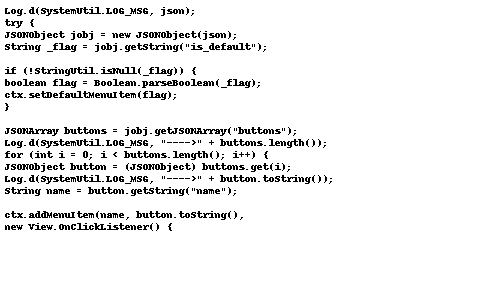 Log.d(SystemUtil.LOG_MSG, json);
try {
JSONObject jobj = new JSONObject(json);
String _flag = jobj.getString("is_default");
if (!StringUtil.isNull(_flag)) {
boolean flag = Boolean.parseBoolean(_flag);
ctx.setDefaultMenuItem(flag);
}
JSONArray buttons = jobj.getJSONArray("buttons");
Log.d(SystemUtil.LOG_MSG, "---->" + buttons.length());
for (int i = 0; i < buttons.length(); i++) {
JSONObject button = (JSONObject) buttons.get(i);
Log.d(SystemUtil.LOG_MSG, "---->" + button.toString());
String name = button.getString("name");
ctx.addMenuItem(name, button.toString(),
new View.OnClickListener() {